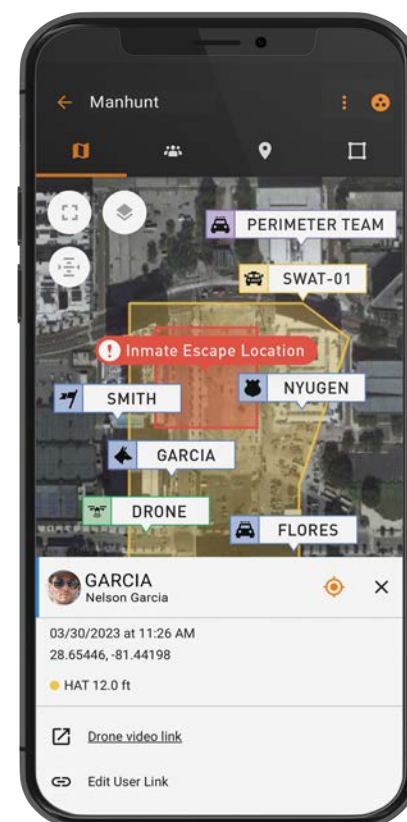 Manhunt
PERIMETER TEAM
SWAT-01
Inmate Escape Location
SMITH
NYUGEN
GARCIA
DRONE
FLORES
GARCIA
Nelson Garcia
03/30/2023 at 11:26 AM
28.65446, -81.44198
HAT 12.0 ft
Drone video link
Edit User Link